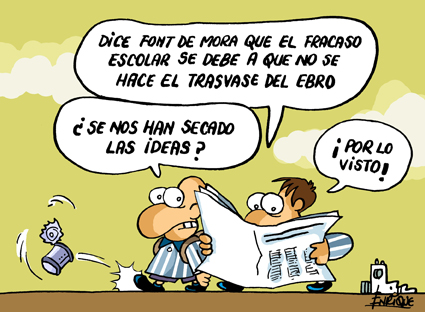 DICE FONT DE MORA QUE EL FRACASO
ESCOLAR SE DEBE A QUE NO SE
HACE EL TRASVASE DEL EBRO
¿SE NOS HAN SECADO
LAS IDEAS?
¡POR LO
VISTO!
ENRIQUE